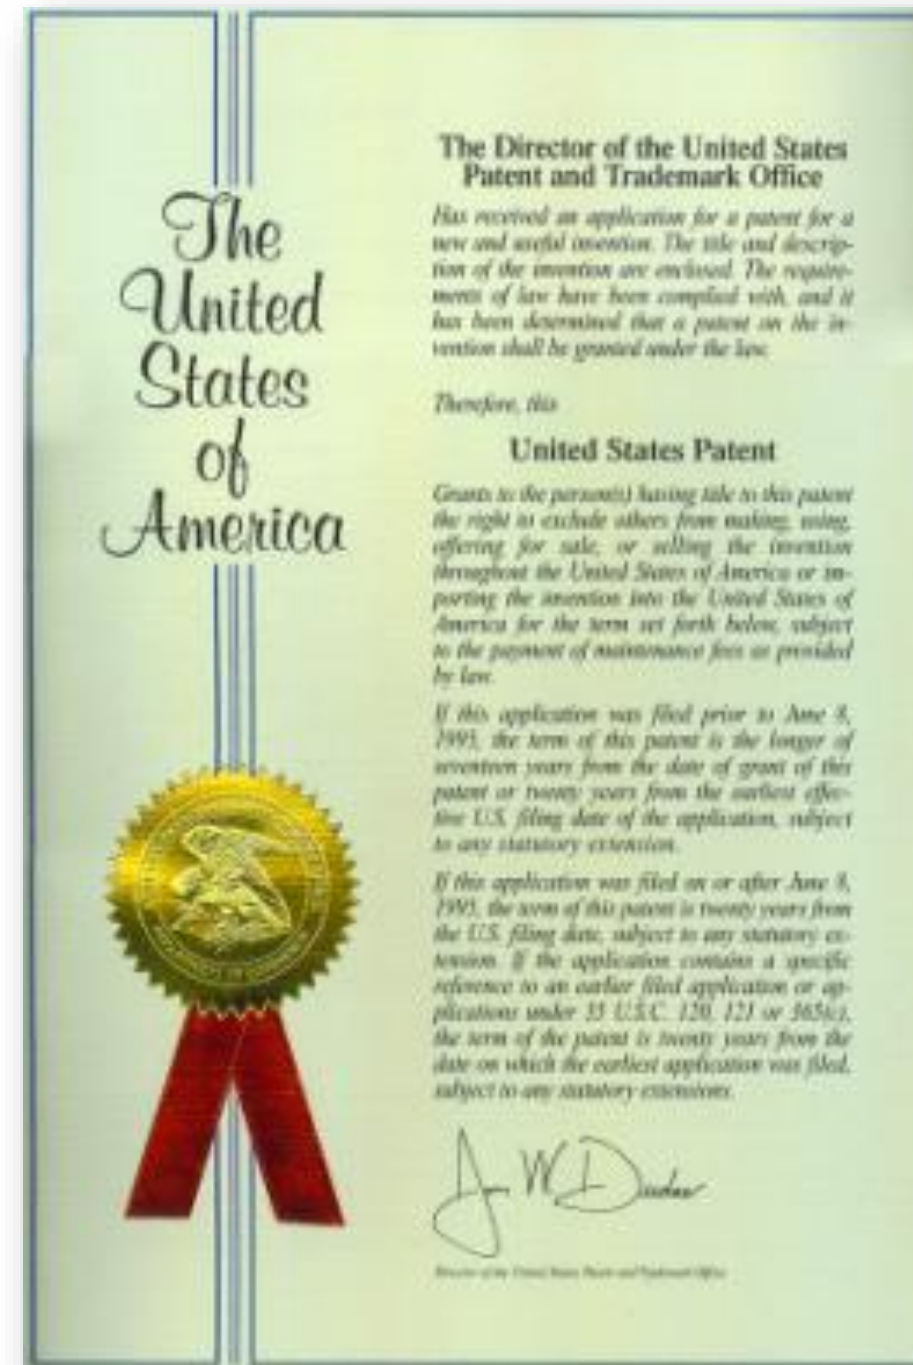 The
United
States
of
America
The Director of the United States
Patent and Trademark Office
Has received an application for a patent for a
new and useful invention. The title and descrip-
tion of the invention are enclosed. The require-
ments of law have been complied with, and it
has been determined that a patent on the in-
vention shall be granted under the law.
Therefore, this
United States Patent
Grants to the person(s) having title to this patent
the right to exclude others from making, using,
offering for sale, or selling the invention
throughout the United States of America or im-
porting the invention into the United States of
America for the term set forth below, subject
to the payment of maintenance fees as provided
by law.
If this application was filed prior to June 8,
1995, the term of this patent is the longer of
seventeen years from the date of grant of this
patent or twenty years from the earliest effec-
tive U.S. filing date of the application, subject
to any statutory extension.
If this application was filed on or after June 8,
1995, the term of this patent is twenty years from
the U.S. filing date, subject to any statutory ex-
tension. If the application contains a specific
reference to an earlier filed application or ap-
plications under 35 U.S.C. 120, 121 or 365(c),
the term of the patent is twenty years from the
date on which the earliest application was filed,
subject to any statutory extensions.
Jon W Dudas
Director of the United States Patent and Trademark Office